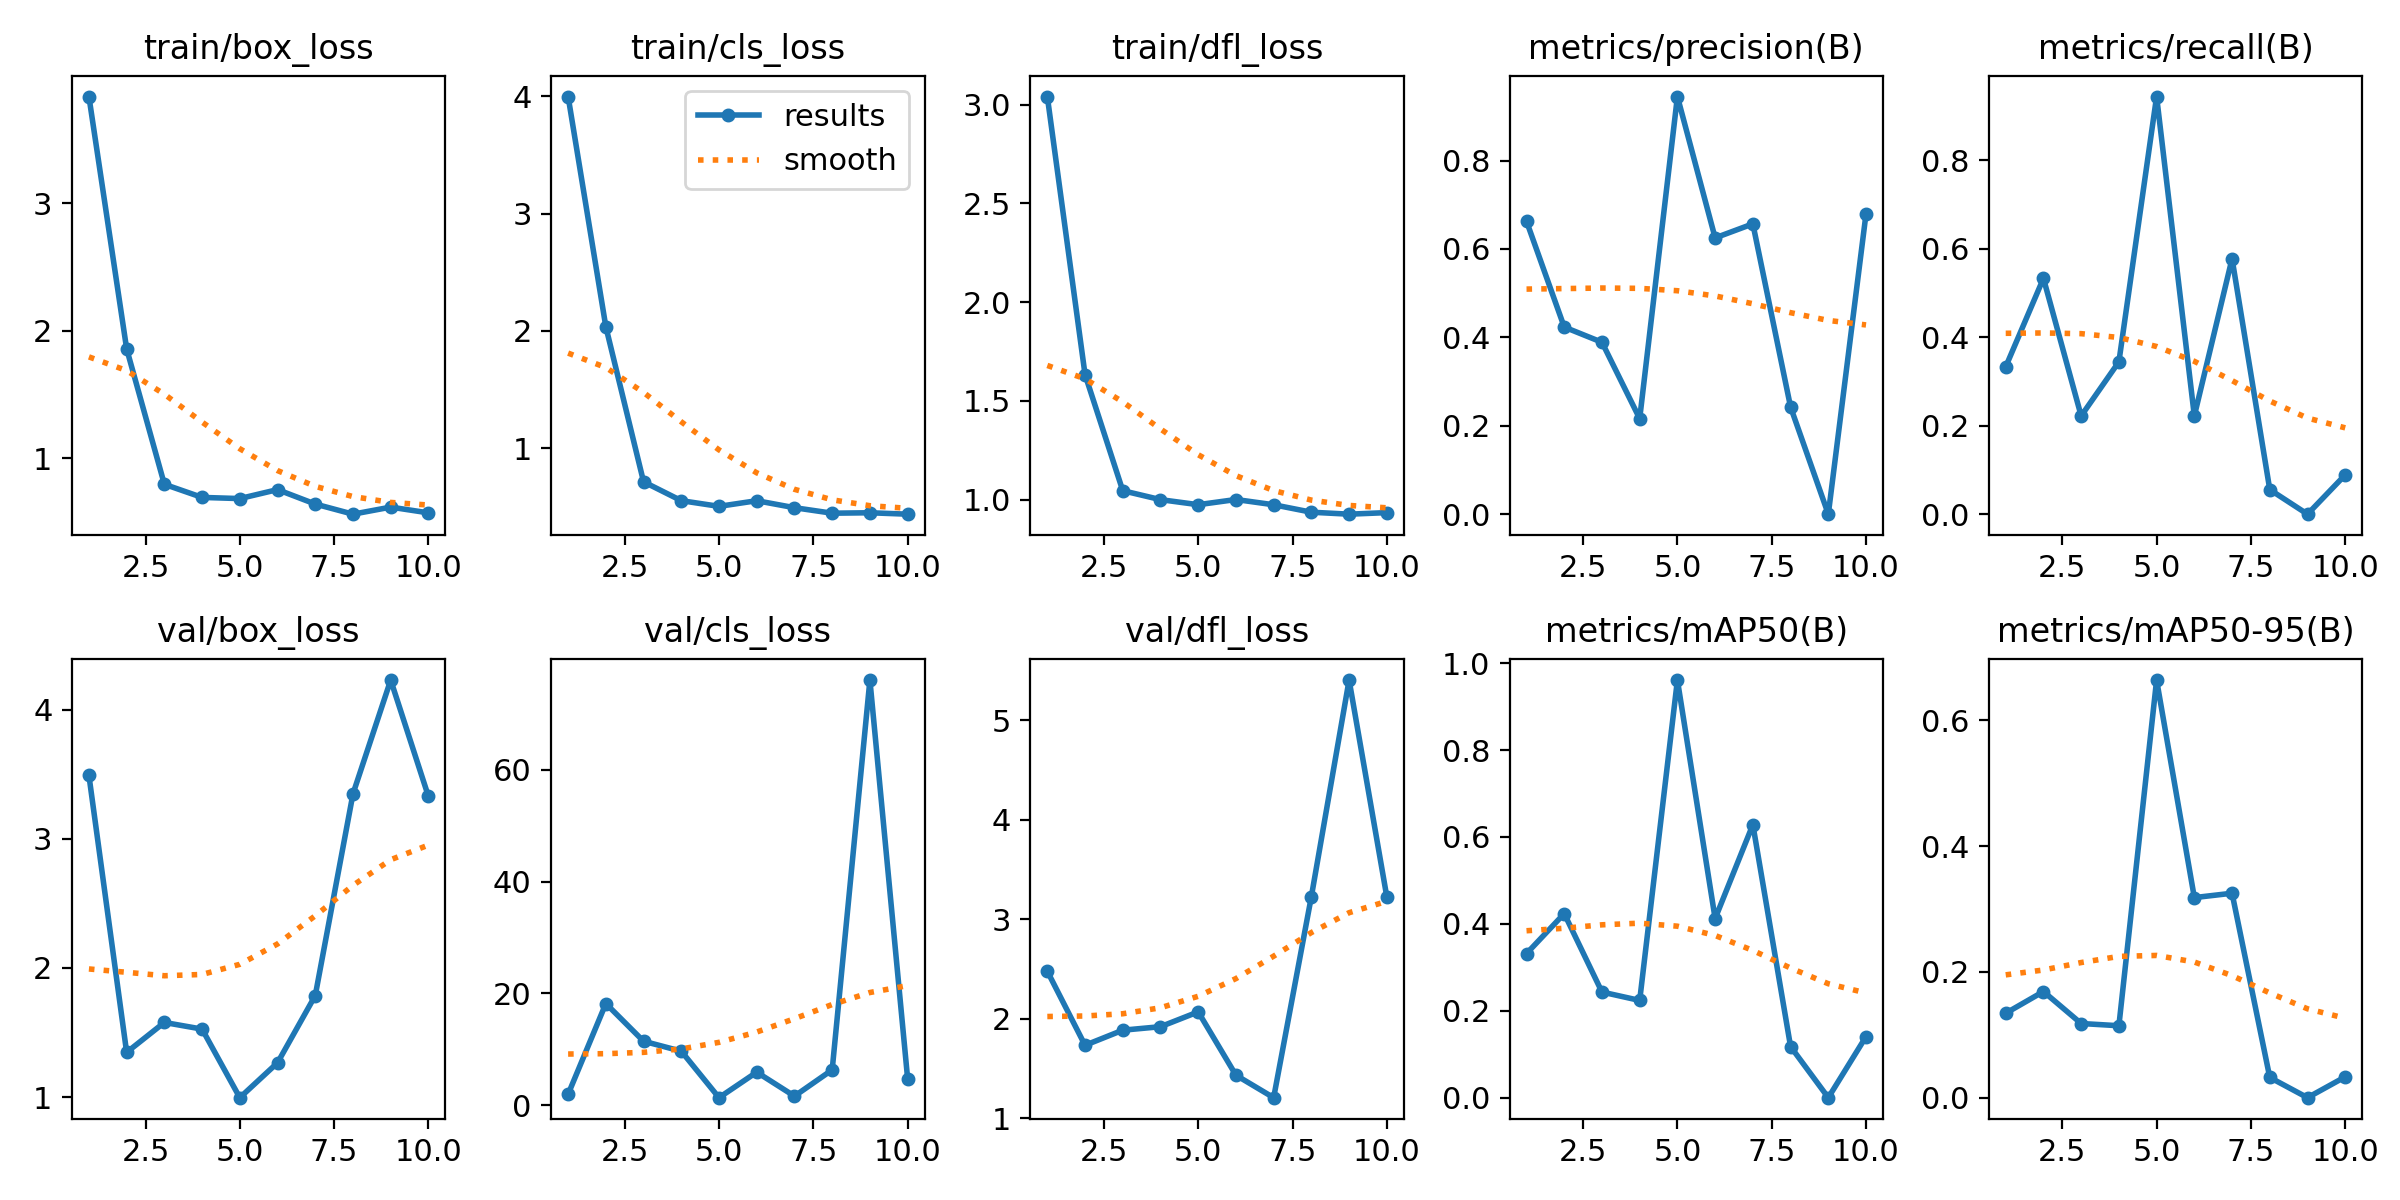 train/box_loss
train/cls_loss
train/dfl_loss
metrics/precision(B)
metrics/recall(B)
results
smooth
3
2
1
2.5 5.0 7.5 10.0
4
3
2
1
2.5 5.0 7.5 10.0
3.0
2.5
2.0
1.5
1.0
2.5 5.0 7.5 10.0
0.8
0.6
0.4
0.2
0.0
2.5 5.0 7.5 10.0
0.8
0.6
0.4
0.2
0.0
2.5 5.0 7.5 10.0
val/box_loss
val/cls_loss
val/dfl_loss
metrics/mAP50(B)
metrics/mAP50-95(B)
4
3
2
1
2.5 5.0 7.5 10.0
60
40
20
0
2.5 5.0 7.5 10.0
5
4
3
2
1
2.5 5.0 7.5 10.0
1.0
0.8
0.6
0.4
0.2
0.0
2.5 5.0 7.5 10.0
0.6
0.4
0.2
0.0
2.5 5.0 7.5 10.0